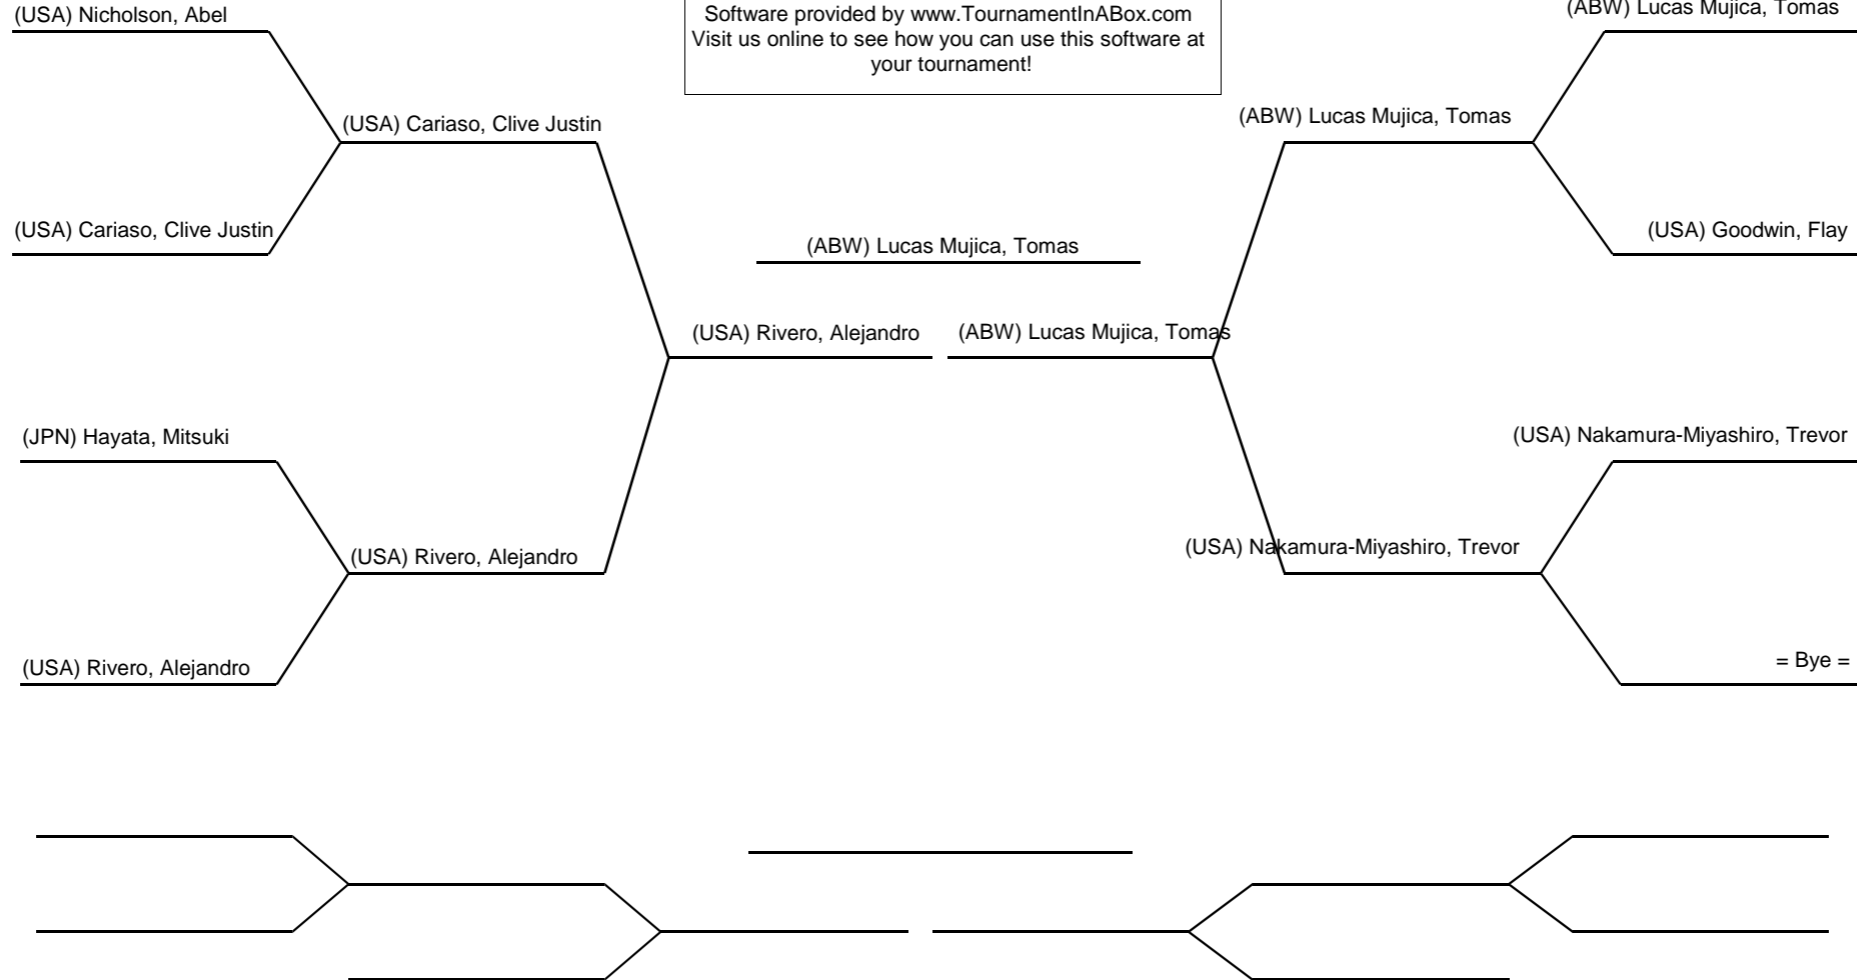 (USA) Nicholson, Abel
Software provided by www.TournamentInABox.com
Visit us online to see how you can use this software at
your tournament!
(ABW) Lucas Mujica, Tomas
(USA) Cariaso, Clive Justin
(ABW) Lucas Mujica, Tomas
(USA) Cariaso, Clive Justin
(ABW) Lucas Mujica, Tomas
(USA) Goodwin, Flay
(USA) Rivero, Alejandro
(ABW) Lucas Mujica, Tomas
(JPN) Hayata, Mitsuki
(USA) Nakamura-Miyashiro, Trevor
(USA) Rivero, Alejandro
(USA) Nakamura-Miyashiro, Trevor
(USA) Rivero, Alejandro
= Bye =